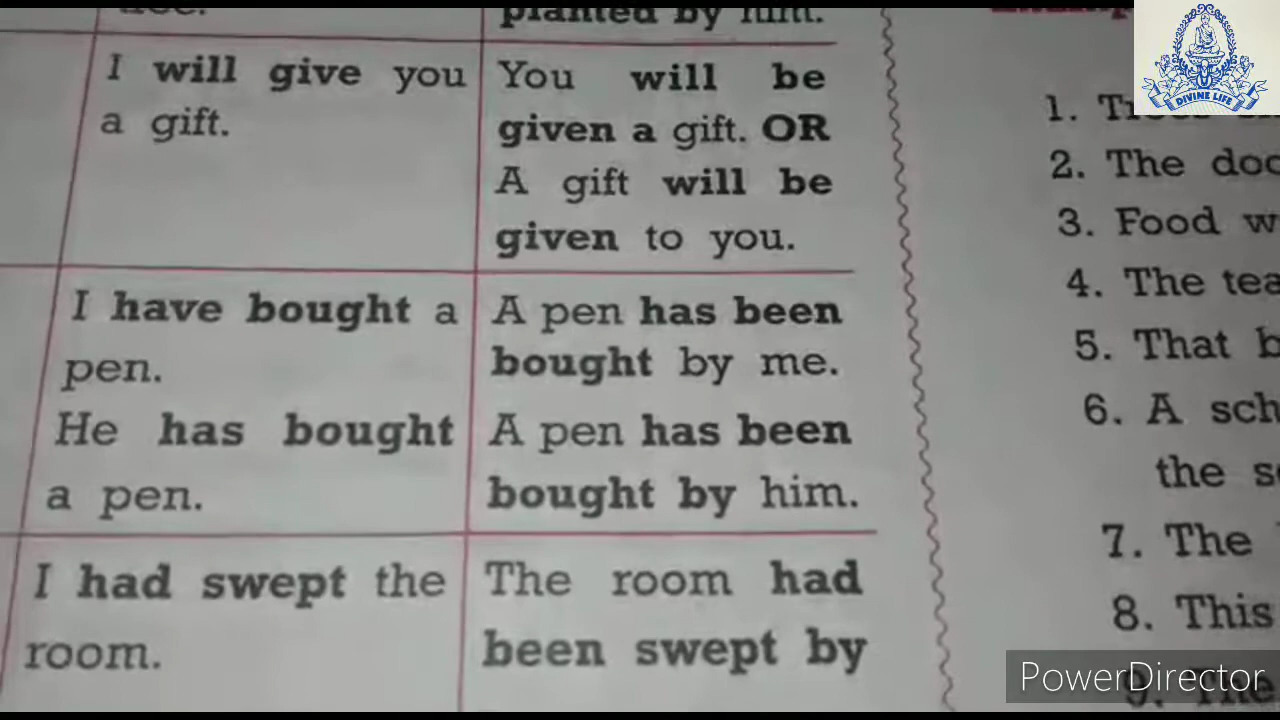 planted by him.
I will give you
a gift.
You will be
given a gift. OR
A gift will be
given to you.
I have bought a
pen.
He has bought
a pen.
A pen has been
bought by me.
A pen has been
bought by him.
I had swept the
room.
The room had
been swept by
1.
2. The
3. Food
4. The
5. That
6. A
the
7. The
8. This
9. The
DIVINE LIFE
PowerDirector